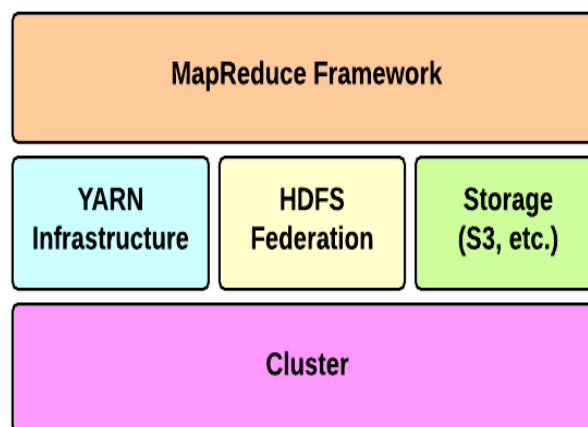 MapReduce Framework
YARN
Infrastructure
HDFS
Federation
Storage
(S3, etc.)
Cluster